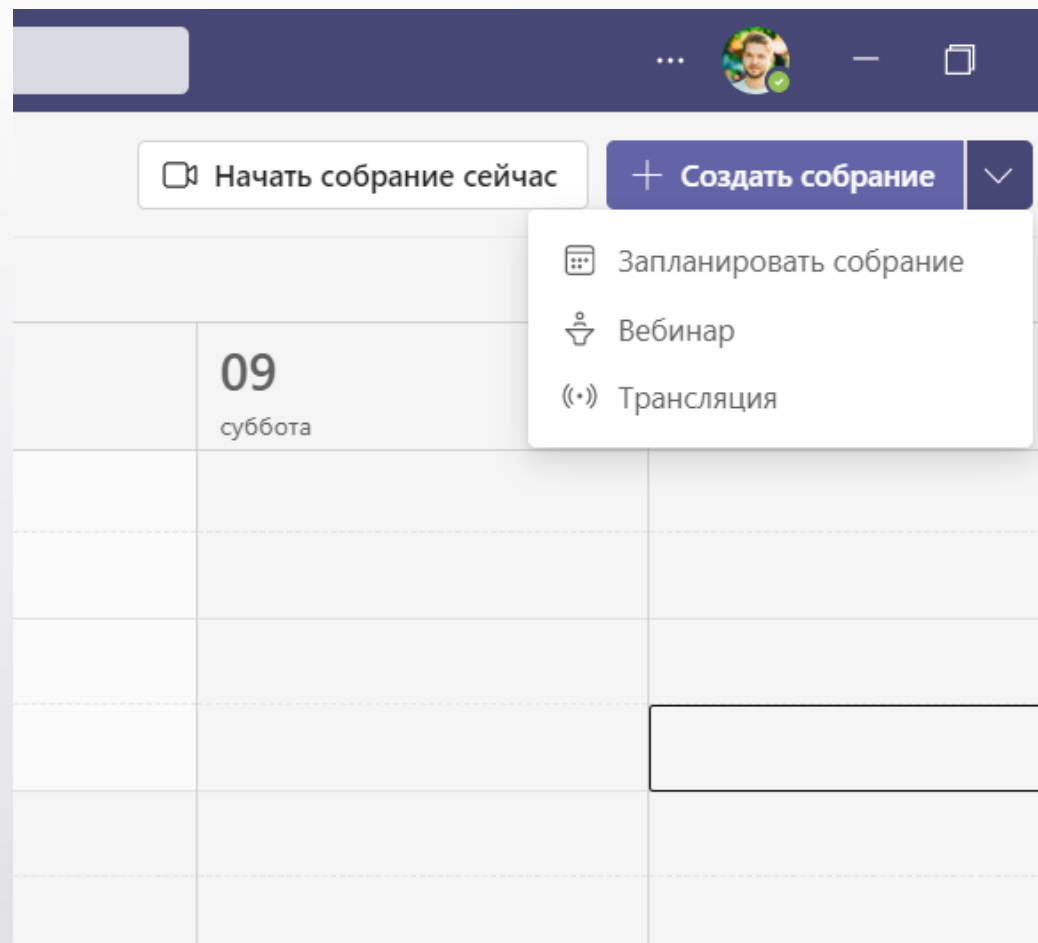 Начать собрание сейчас
Создать собрание
Запланировать собрание
Вебинар
Трансляция
09
суббота